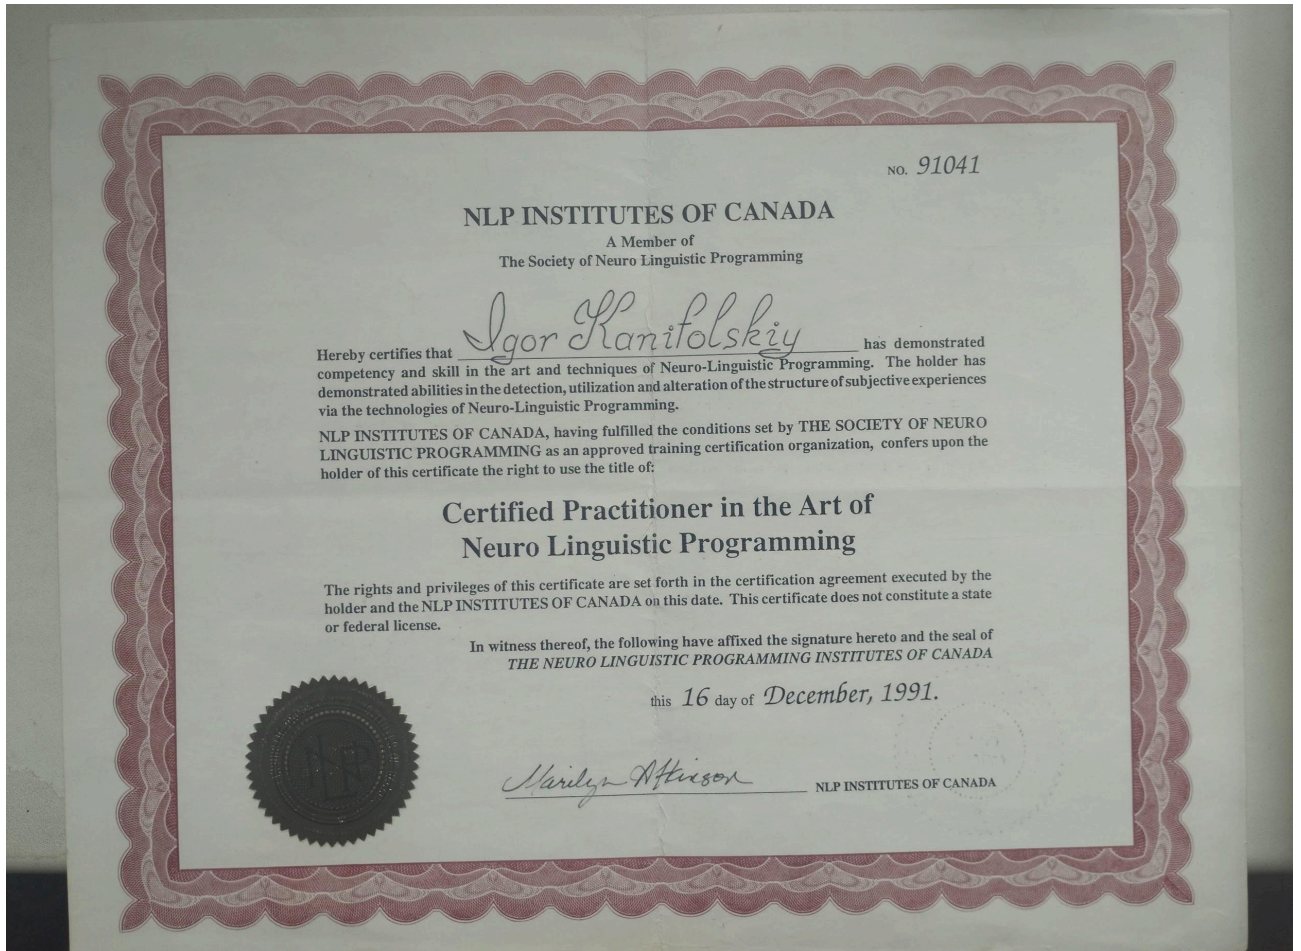 NO. 91041
NLP INSTITUTES OF CANADA
A Member of
The Society of Neuro Linguistic Programming
Hereby certifies that Igor Kanifolskiy has demonstrated
competency and skill in the art and techniques of Neuro-Linguistic Programming. The holder has
demonstrated abilities in the detection, utilization and alteration of the structure of subjective experiences
via the technologies of Neuro-Linguistic Programming.
NLP INSTITUTES OF CANADA, having fulfilled the conditions set by THE SOCIETY OF NEURO
LINGUISTIC PROGRAMMING as an approved training certification organization, confers upon the
holder of this certificate the right to use the title of:
Certified Practitioner in the Art of
Neuro Linguistic Programming
The rights and privileges of this certificate are set forth in the certification agreement executed by the
holder and the NLP INSTITUTES OF CANADA on this date. This certificate does not constitute a state
or federal license.
In witness thereof, the following have affixed the signature hereto and the seal of
THE NEURO LINGUISTIC PROGRAMMING INSTITUTES OF CANADA
this 16 day of December, 1991.
NLP
Marilyn Atkinson NLP INSTITUTES OF CANADA